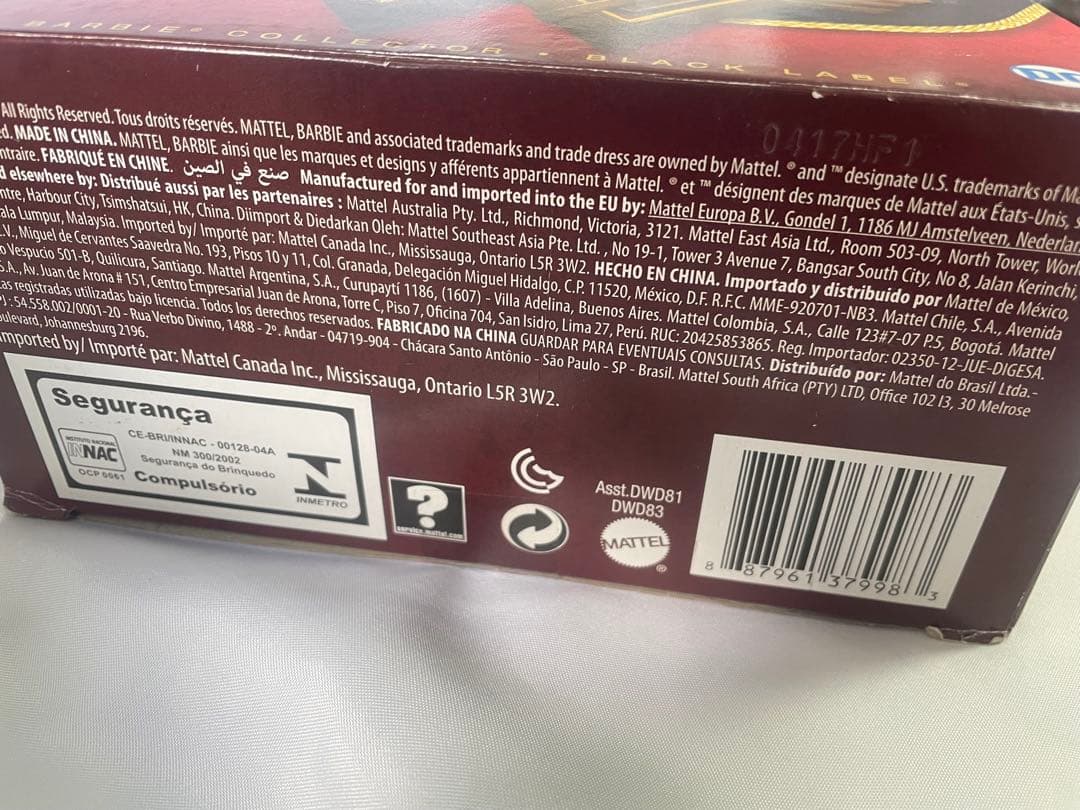 BARBIE® COLLECTOR • BLACK LABEL®
0417HF1
All Rights Reserved. Tous droits réservés. MATTEL, BARBIE and associated trademarks and trade dress are owned by Mattel. ® and ™ designate U.S. trademarks of
MADE IN CHINA. MATTEL, BARBIE ainsi que les marques et designs y afférents appartiennent à Mattel. ® et ™ désignent des marques de Mattel aux États-Unis,
FABRIQUÉ EN CHINE. صنع في الصين Manufactured for and imported into the EU by: Mattel Europa B.V., Gondel 1, 1186 MJ Amstelveen,
elsewhere by: Distribué aussi par les partenaires : Mattel Australia Pty. Ltd., Richmond, Victoria, 3121. Mattel East Asia Ltd., Room 503-09, North Tower,
Harbour City, Tsimshatsui, HK, China. Diimport & Diedarkan Oleh: Mattel Southeast Asia Pte. Ltd., No 19-1, Tower 3 Avenue 7, Bangsar South City, No 8, Jalan Kerinchi,
Lumpur, Malaysia. Imported by/ Importé par: Mattel Canada Inc., Mississauga, Ontario L5R 3W2. HECHO EN CHINA. Importado y distribuido por Mattel de México,
Miguel de Cervantes Saavedra No. 193, Pisos 10 y 11, Col. Granada, Delegación Miguel Hidalgo, C.P. 11520, México, D.F. R.F.C. MME-920701-NB3. Mattel Chile, S.A., Avenida
Vespucio 501-B, Quilicura, Santiago. Mattel Argentina, S.A., Curupaytí 1186, (1607) - Villa Adelina, Buenos Aires. Mattel Colombia, S.A., Calle 123#7-07 P.5, Bogotá. Mattel
S.A., Av. Juan de Arona # 151, Centro Empresarial Juan de Arona, Torre C, Piso 7, Oficina 704, San Isidro, Lima 27, Perú. RUC: 20425853865. Reg. Importador: 02350-12-JUE-DIGESA.
registradas utilizadas bajo licencia. Todos los derechos reservados. FABRICADO NA CHINA GUARDAR PARA EVENTUAIS CONSULTAS. Distribuído por: Mattel do Brasil Ltda.-
: 54.558.002/0001-20 - Rua Verbo Divino, 1488 - 2º. Andar - 04719-904 - Chácara Santo Antônio - São Paulo - SP - Brasil. Mattel South Africa (PTY) LTD, Office 102 I3, 30 Melrose
Johannesburg 2196.
Imported by/ Importé par: Mattel Canada Inc., Mississauga, Ontario L5R 3W2.
Segurança
CE-BRI/INNAC - 00128-04A
NM 300/2002
Segurança do Brinquedo
Compulsório
INSTITUTO NACIONAL
INNAC
OCP 0061
INMETRO
?
service.mattel.com
Asst.DWD81
DWD83
MATTEL
®
8 87961 37998 3